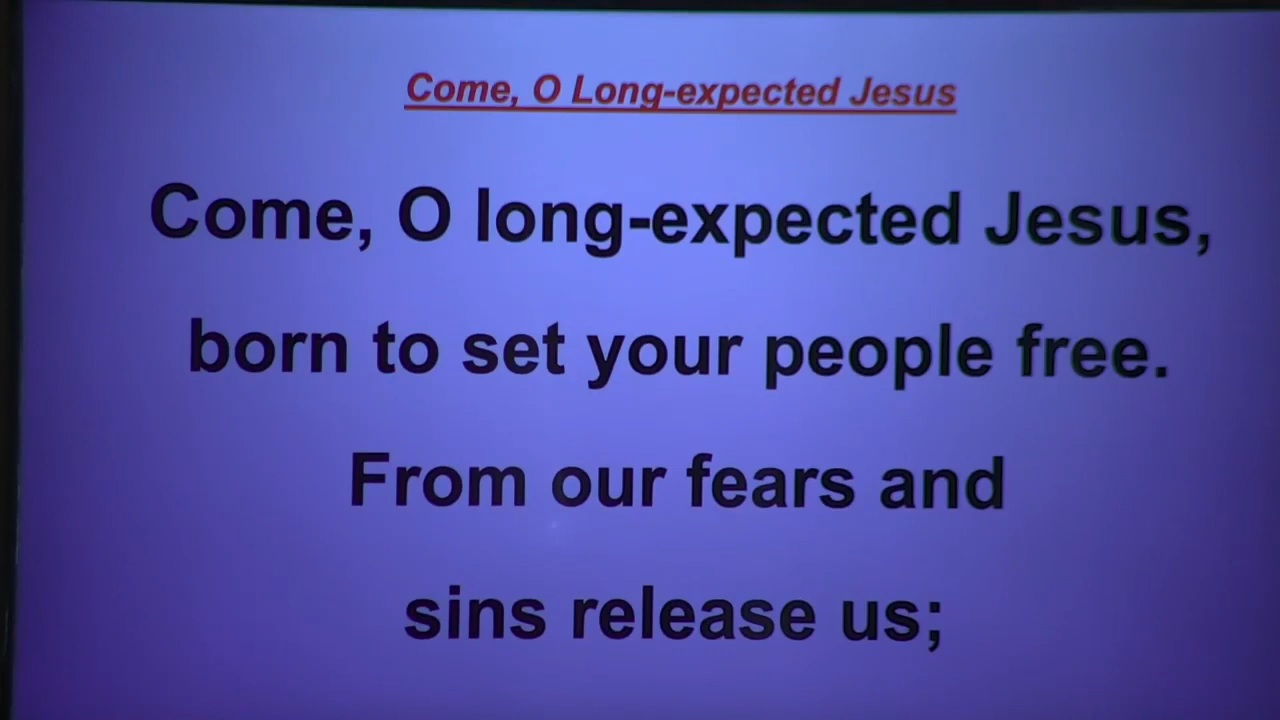 Come, O Long-expected Jesus
Come, O long-expected Jesus,
born to set your people free.
From our fears and
sins release us;